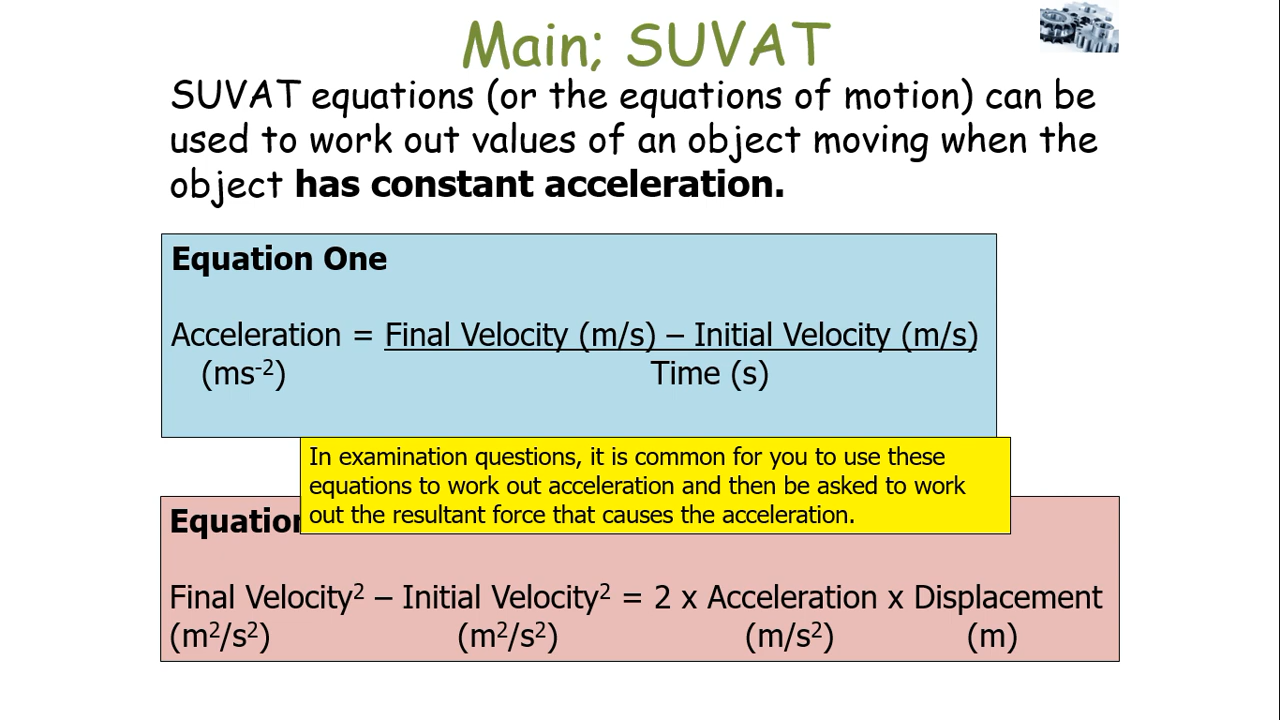 Main; SUVAT
SUVAT equations (or the equations of motion) can be
used to work out values of an object moving when the
object has constant acceleration.
Equation One
Acceleration = Final Velocity (m/s) – Initial Velocity (m/s)
(ms⁻²) Time (s)
In examination questions, it is common for you to use these
equations to work out acceleration and then be asked to work
out the resultant force that causes the acceleration.
Final Velocity² – Initial Velocity² = 2 x Acceleration x Displacement
(m²/s²) (m²/s²) (m/s²) (m)